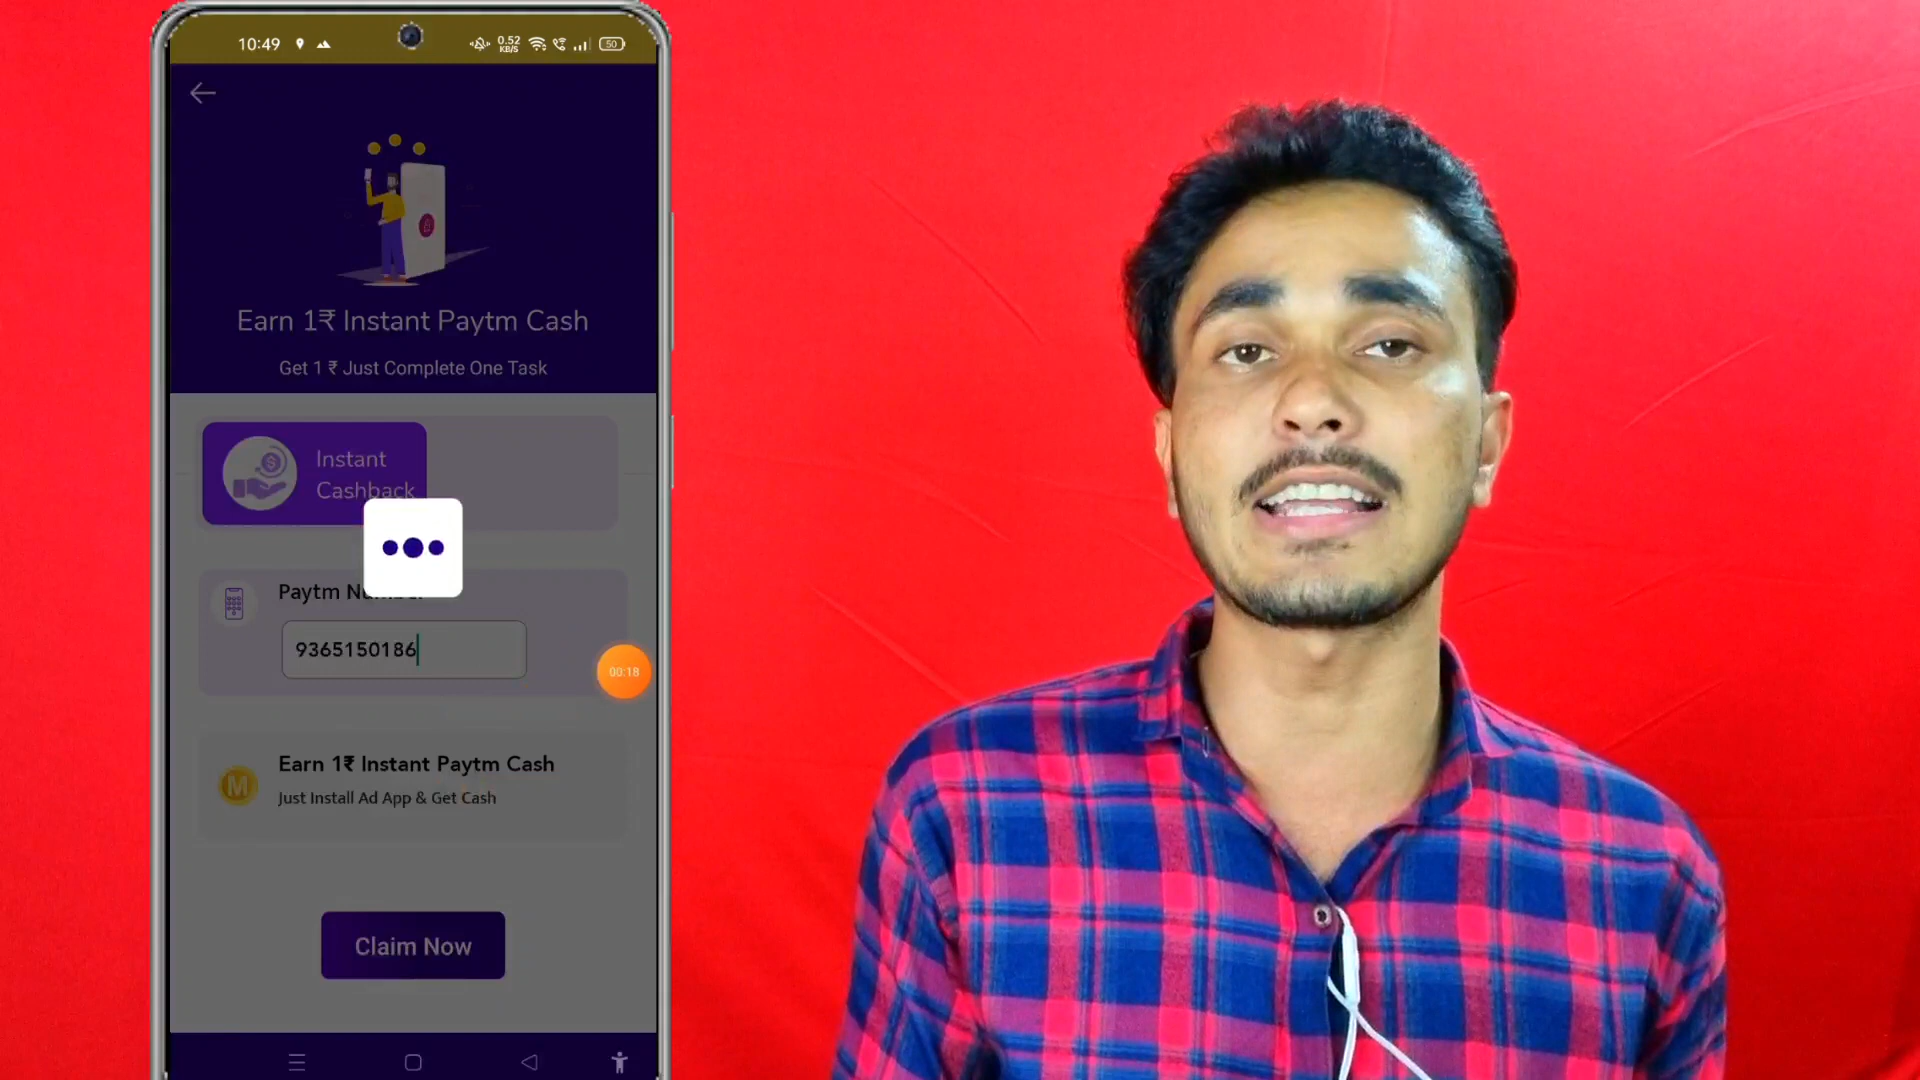 10:49
0.52
KB/S
50
Earn 1₹ Instant Paytm Cash
Get 1 ₹ Just Complete One Task
Instant
Cashback
Paytm Number
9365150186
00:18
Earn 1₹ Instant Paytm Cash
M
Just Install Ad App & Get Cash
Claim Now